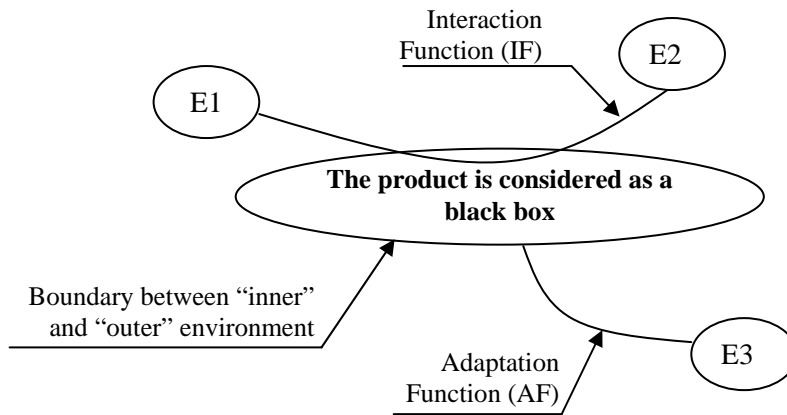 Interaction
Function (IF)
E2
E1
The product is considered as a
black box
Boundary between “inner”
and “outer” environment
E3
Adaptation
Function (AF)